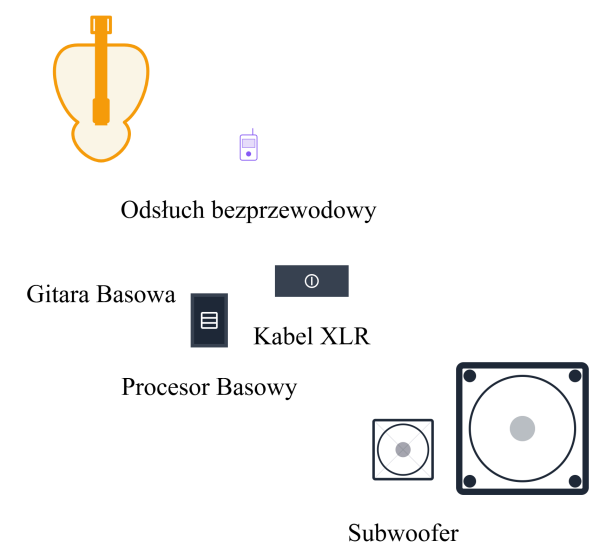 Odsłuch bezprzewodowy
Gitara Basowa
Kabel XLR
Procesor Basowy
Subwoofer